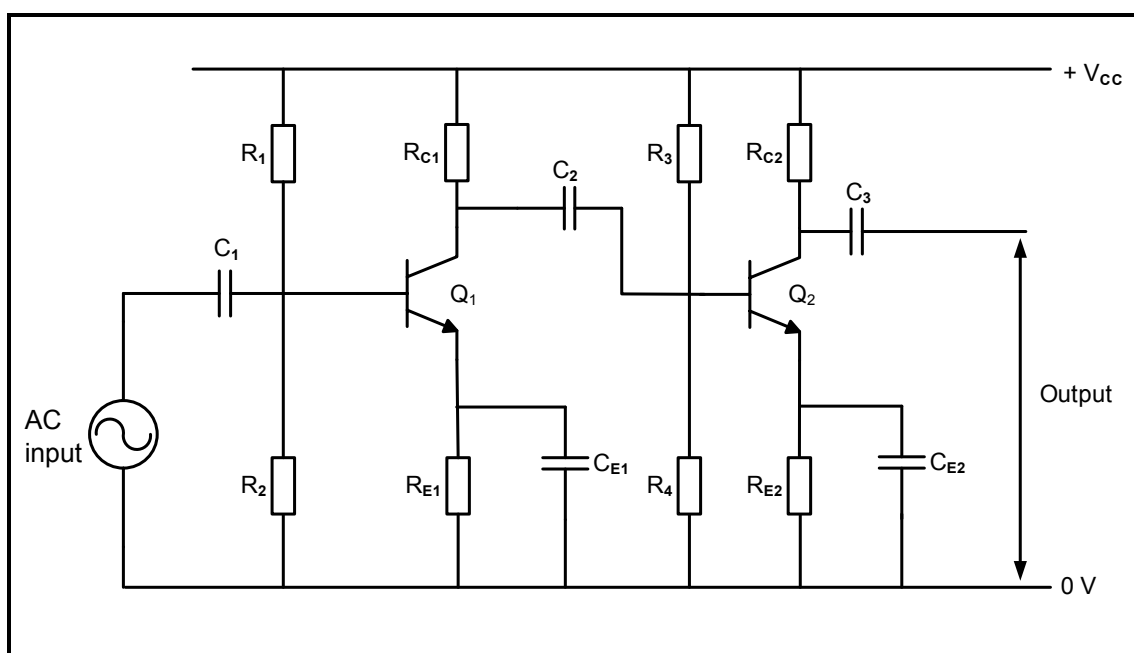 + VCC
R1
RC1
R3
RC2
C2
C3
C1
Q1
Q2
Output
AC
input
R2
RE1
CE1
R4
RE2
CE2
0 V